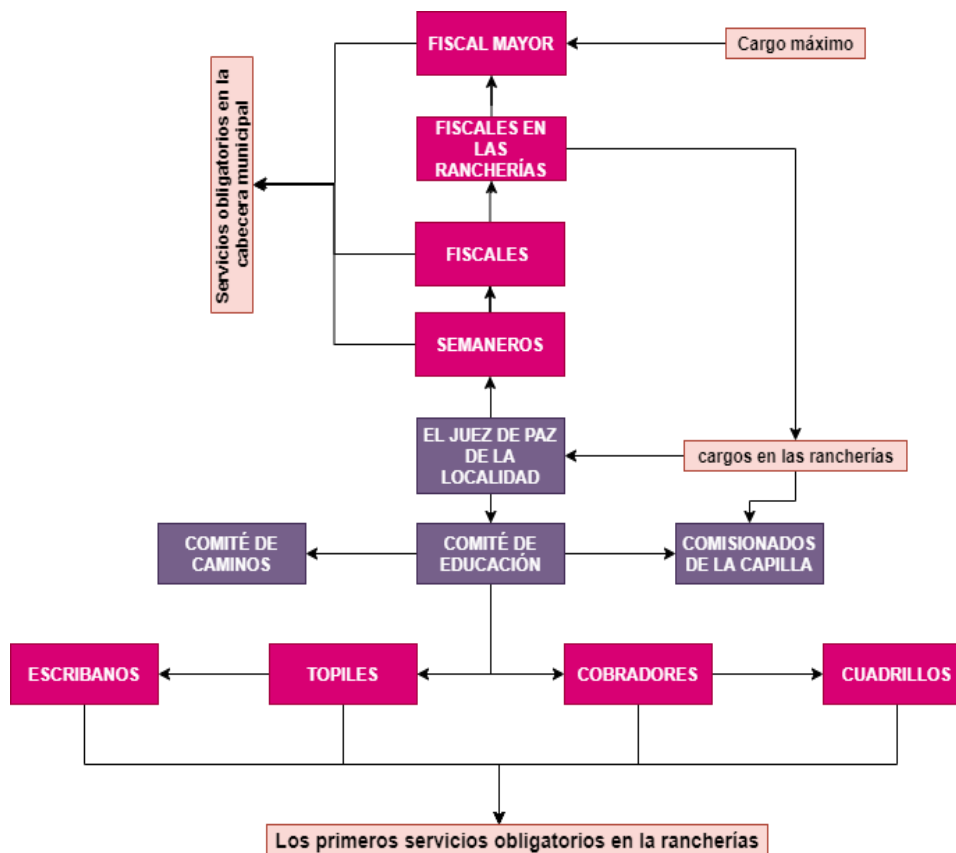 FISCAL MAYOR
Cargo máximo
Servicios obligatorios en la
cabecera municipal
FISCALES EN
LAS
RANCHERÍAS
FISCALES
SEMANEROS
EL JUEZ DE PAZ
DE LA
LOCALIDAD
cargos en las rancherías
COMITÉ DE
CAMINOS
COMITÉ DE
EDUCACIÓN
COMISIONADOS
DE LA CAPILLA
ESCRIBANOS
TOPILES
COBRADORES
CUADRILLOS
Los primeros servicios obligatorios en la rancherías